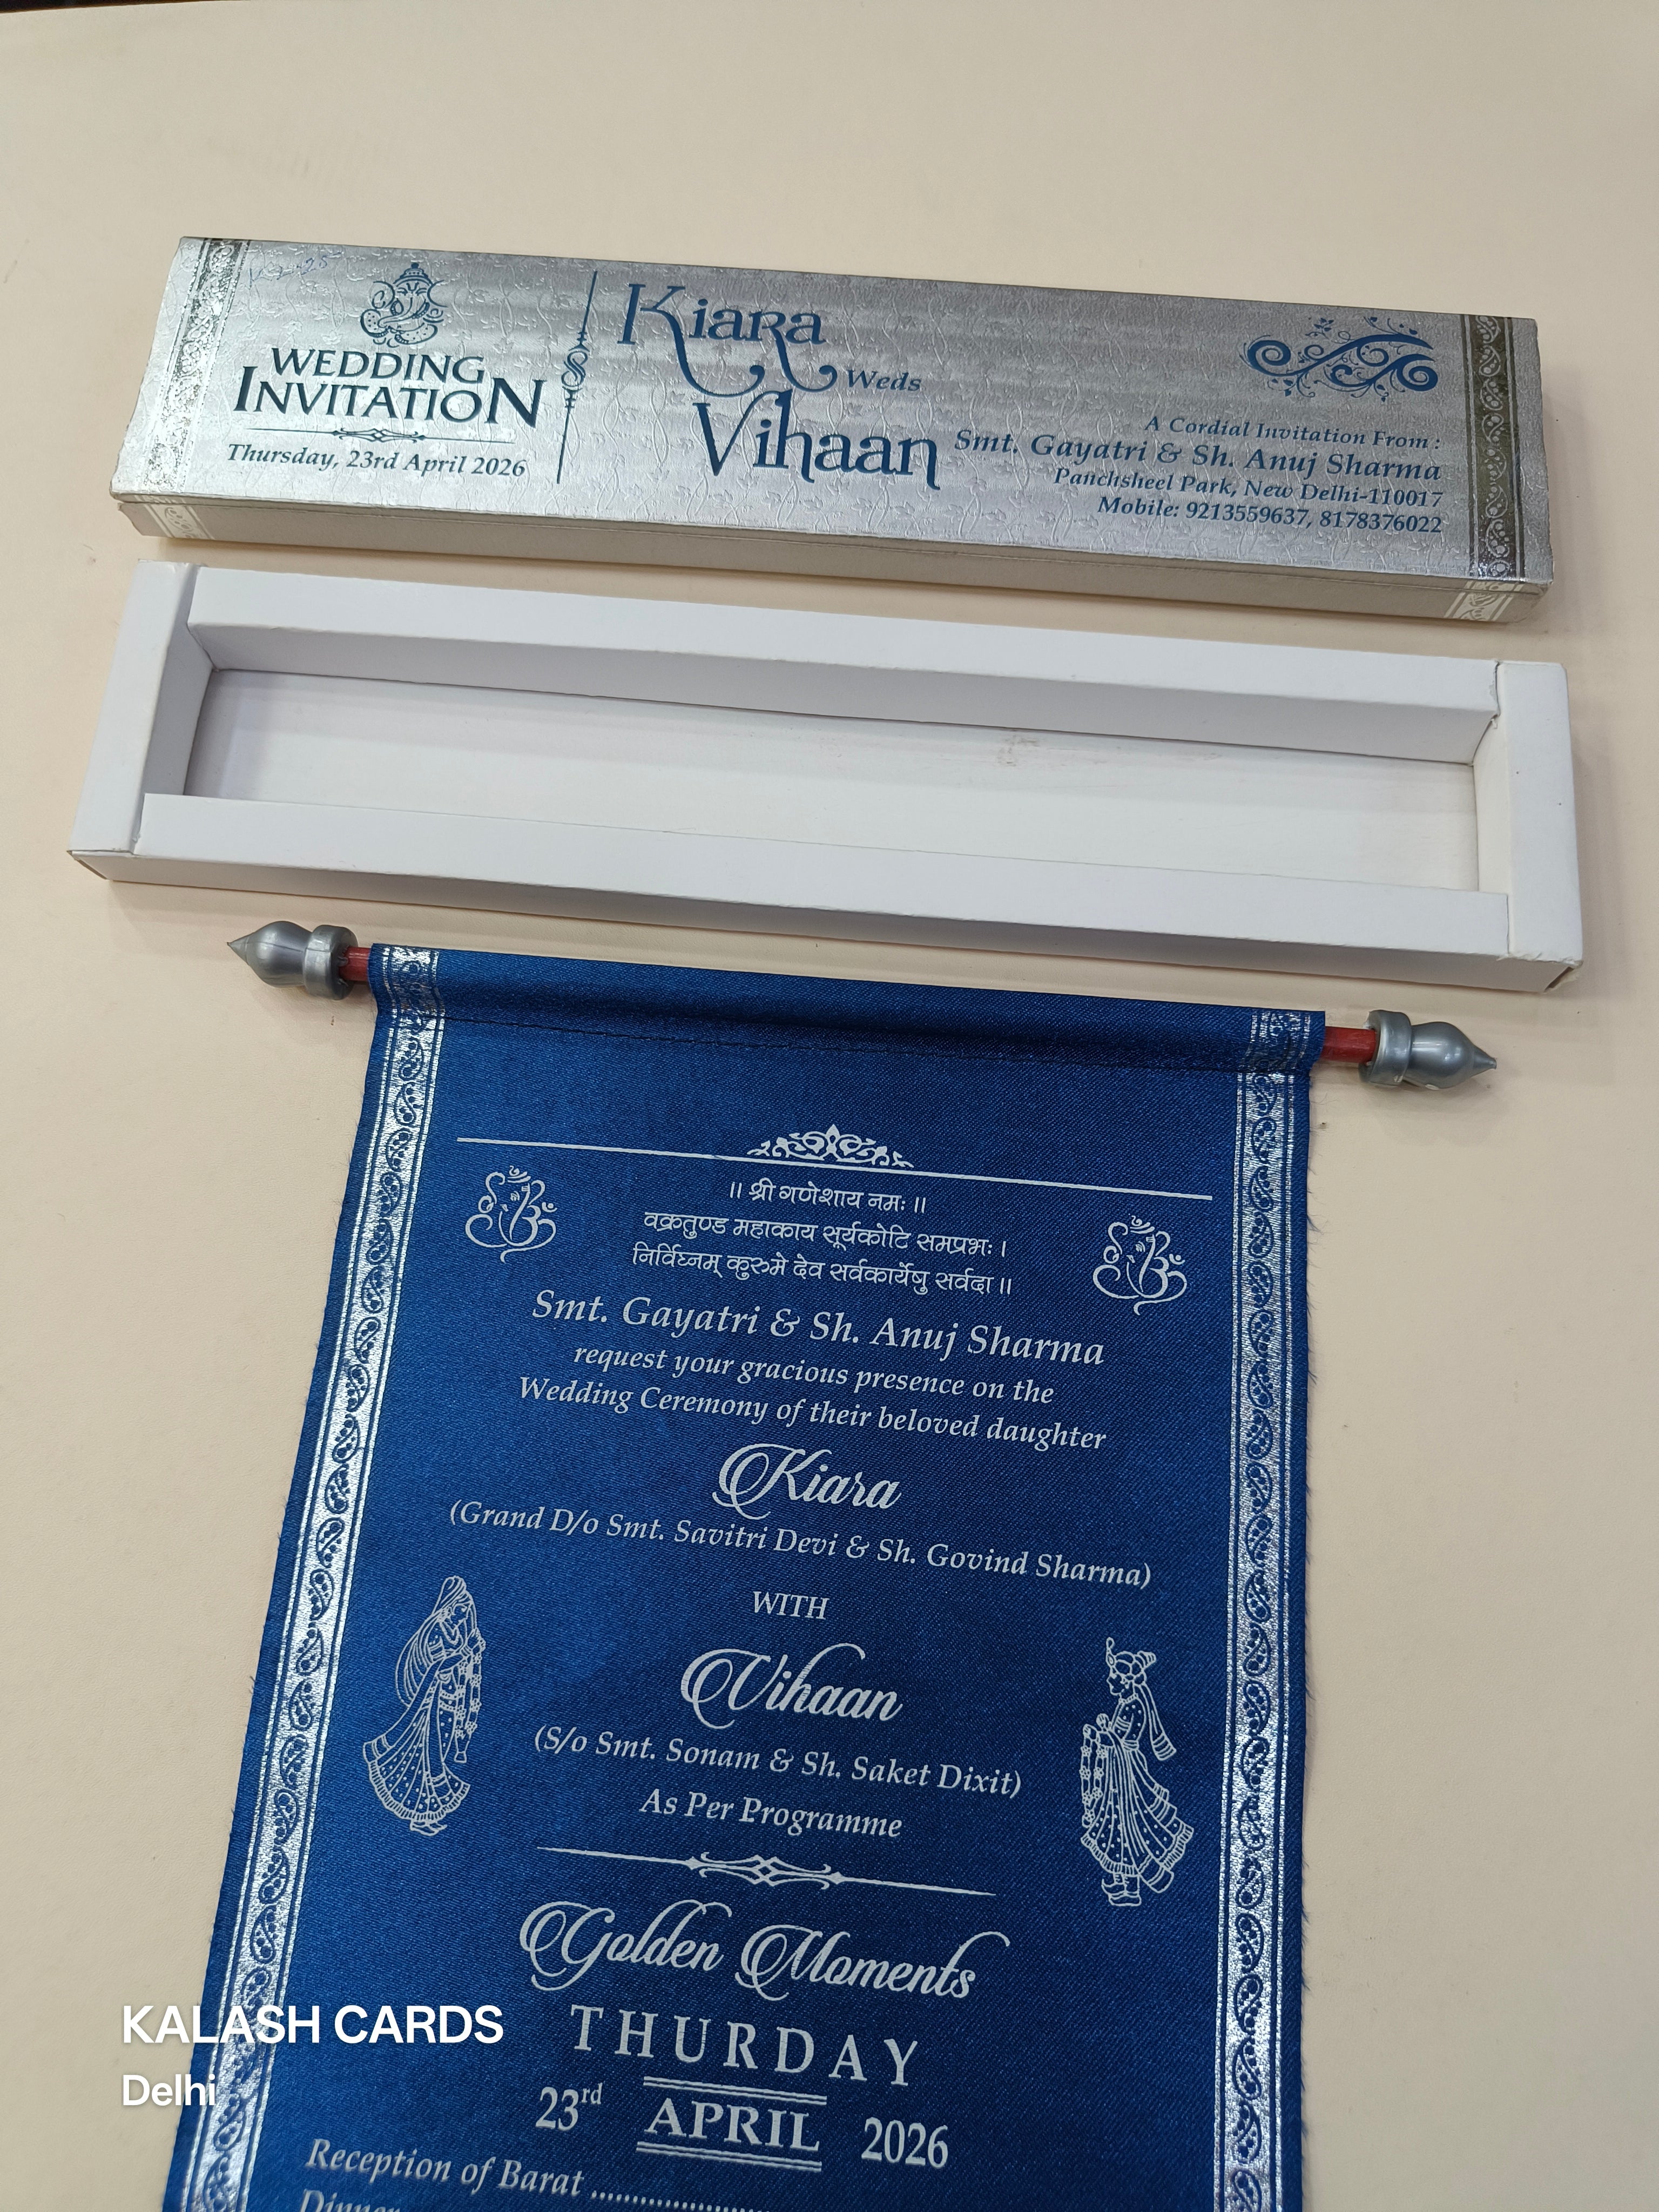 WEDDING
INVITATION
Thursday, 23rd April 2026
Kiara
Weds
Vihaan
A Cordial Invitation From :
Smt. Gayatri & Sh. Anuj Sharma
Panchsheel Park, New Delhi-110017
Mobile: 9213559637, 8178376022
॥ श्री गणेशाय नमः ॥
वक्रतुण्ड महाकाय सूर्यकोटि समप्रभः ।
निर्विघ्नम् कुरुमे देव सर्वकार्येषु सर्वदा ॥
Smt. Gayatri & Sh. Anuj Sharma
request your gracious presence on the
Wedding Ceremony of their beloved daughter
Kiara
(Grand D/o Smt. Savitri Devi & Sh. Govind Sharma)
WITH
Vihaan
(S/o Smt. Sonam & Sh. Saket Dixit)
As Per Programme
Golden Moments
THURDAY
23rd APRIL 2026
Reception of Barat ........................
Dinner
KALASH CARDS
Delhi